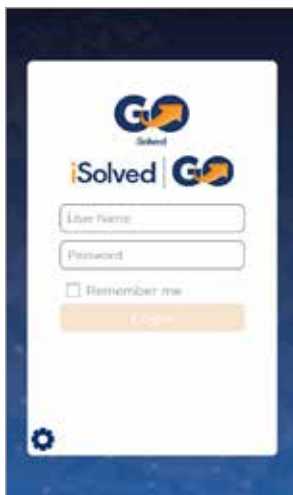 GO
iSolved
iSolved GO
User Name
Password
Remember me
Login